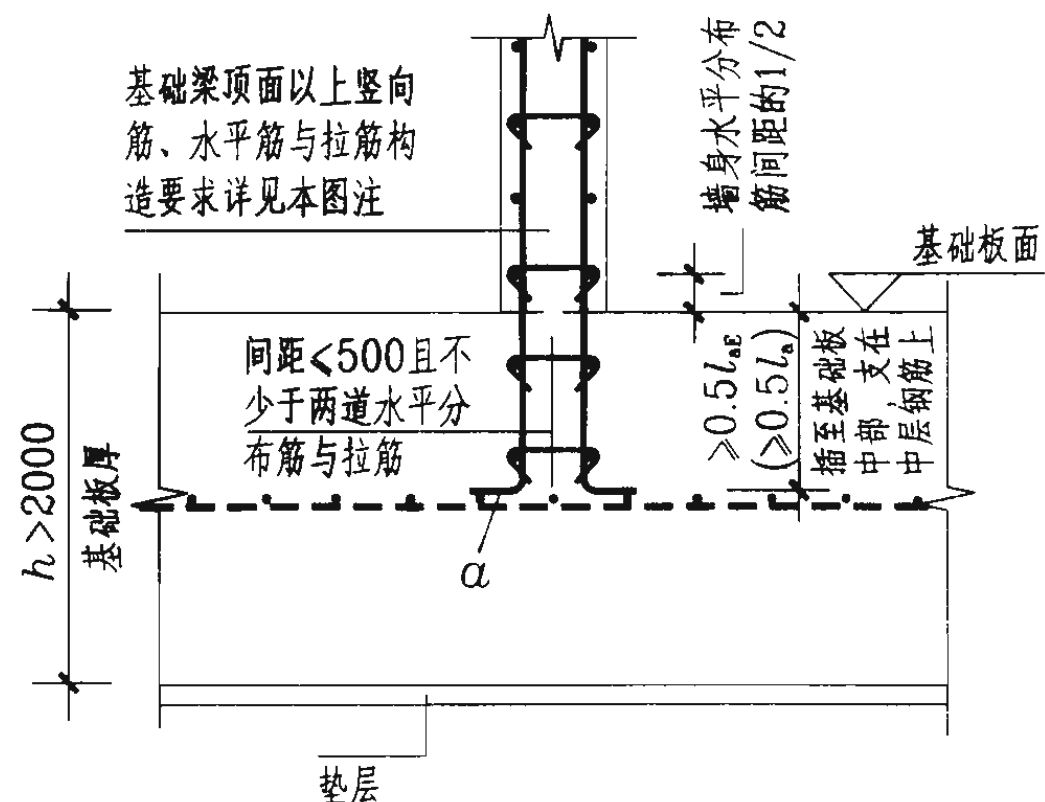 基础梁顶面以上竖向
筋、水平筋与拉筋构
造要求详见本图注
墙身水平分布
筋间距的1/2
基础板面
间距<500且不
少于两道水平分
布筋与拉筋
≥0.5laE
(≥0.5la)
插至基础板
中部,支在
中层钢筋上
h>2000
基础板厚
a
垫层